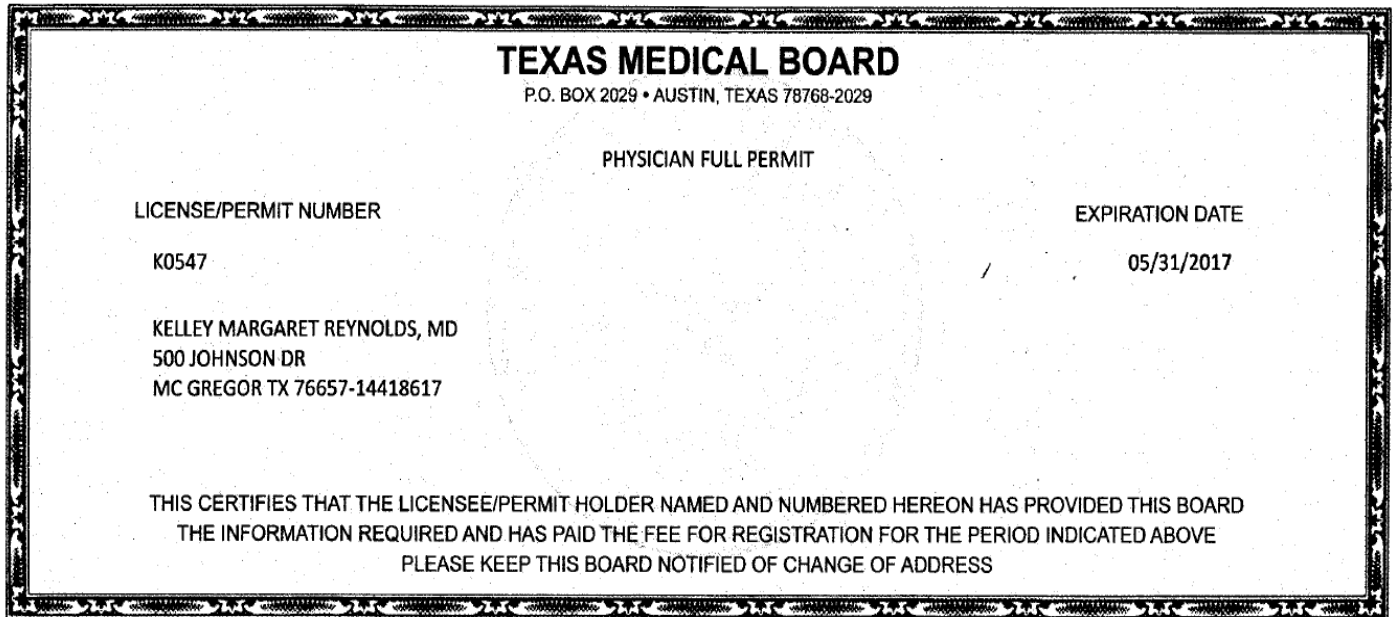 TEXAS MEDICAL BOARD
P.O. BOX 2029 • AUSTIN, TEXAS 78768-2029
PHYSICIAN FULL PERMIT
LICENSE/PERMIT NUMBER EXPIRATION DATE
K0547 05/31/2017
KELLEY MARGARET REYNOLDS, MD
500 JOHNSON DR
MC GREGOR TX 76657-14418617
THIS CERTIFIES THAT THE LICENSEE/PERMIT HOLDER NAMED AND NUMBERED HEREON HAS PROVIDED THIS BOARD
THE INFORMATION REQUIRED AND HAS PAID THE FEE FOR REGISTRATION FOR THE PERIOD INDICATED ABOVE
PLEASE KEEP THIS BOARD NOTIFIED OF CHANGE OF ADDRESS